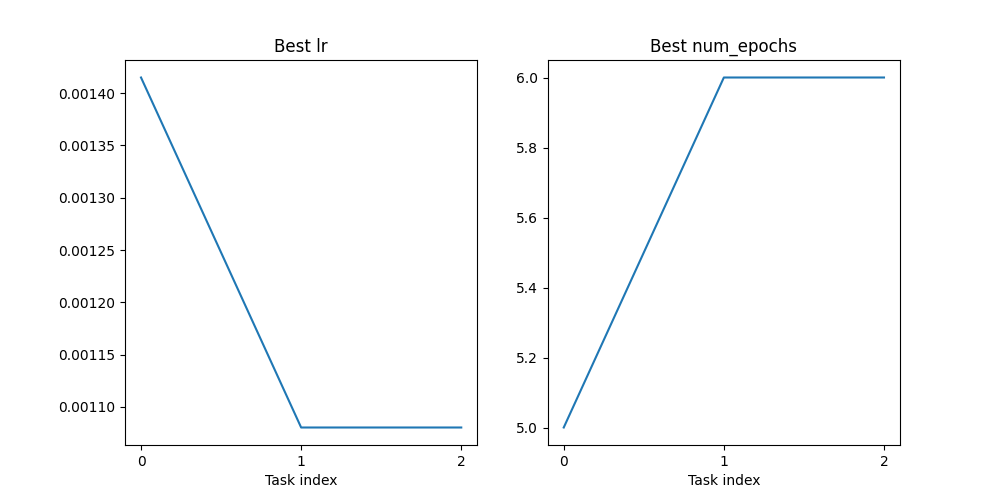 Best lr
0.00140
0.00135
0.00130
0.00125
0.00120
0.00115
0.00110
0 1 2
Task index
Best num_epochs
6.0
5.8
5.6
5.4
5.2
5.0
0 1 2
Task index